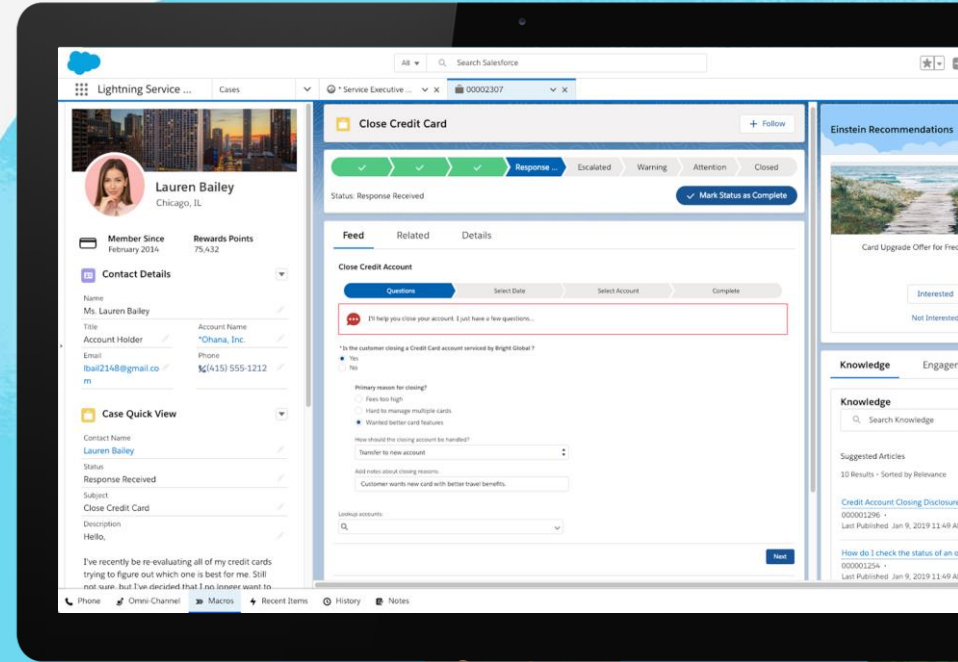 All
Search Salesforce
Lightning Service ...
Cases
* Service Executive ...
00002307
Lauren Bailey
Chicago, IL
Member Since
February 2014
Rewards Points
75,432
Contact Details
Name
Ms. Lauren Bailey
Title
Account Holder
Account Name
"Ohana, Inc.
Email
lbail2148@gmail.co
m
Phone
(415) 555-1212
Case Quick View
Contact Name
Lauren Bailey
Status
Response Received
Subject
Close Credit Card
Description
Hello,
I've recently be re-evaluating all of my credit cards
trying to figure out which one is best for me. Still
not sure, but I've decided that I no longer want to
Close Credit Card
+ Follow
Response ...
Escalated
Warning
Attention
Closed
Status: Response Received
Mark Status as Complete
Feed
Related
Details
Close Credit Account
Questions
Select Date
Select Account
Complete
I'll help you close your account. I just have a few questions...
* Is the customer closing a Credit Card account serviced by Bright Global ?
Yes
No
Primary reason for closing?
Fees too high
Hard to manage multiple cards
Wanted better card features
How should the closing account be handled?
Transfer to new account
Add notes about closing reasons.
Customer wants new card with better travel benefits.
Lookup accounts:
Next
Einstein Recommendations
Card Upgrade Offer for Freq
Interested
Not Interested
Knowledge
Engager
Knowledge
Search Knowledge
Suggested Articles
10 Results • Sorted by Relevance
Credit Account Closing Disclosure
000001296 •
Last Published Jan 9, 2019 11:49 AM
How do I check the status of an o
000001254 •
Last Published Jan 9, 2019 11:49 AM
Phone
Omni-Channel
Macros
Recent Items
History
Notes